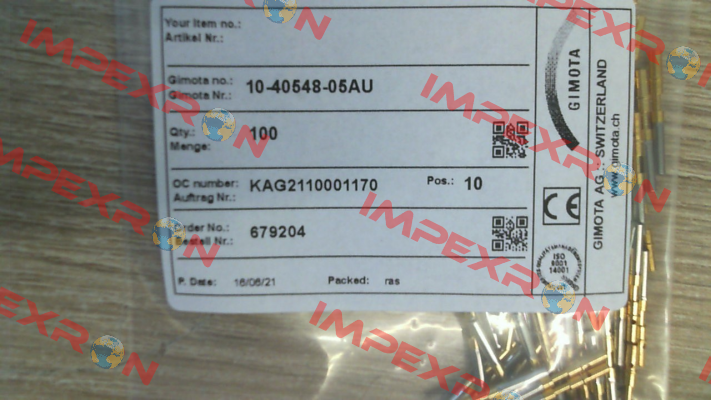 Your Item no.:
Artikel Nr.:
Gimota no.: 10-40548-05AU
Gimota Nr.:
Qty.: 100
Menge:
OC number: KAG2110001170 Pos.: 10
Auftrag Nr.:
Order No.: 679204
Bestell Nr.:
P. Date: 16/06/21 Packed: ras
GIMOTA
GIMOTA AG :: SWITZERLAND
www.gimota.ch
CE
ISO
9001
14001
IMPEXRON
IMPEXRON
IMPEXRON
IMPEXRON
IMPEXRON
IMPEXRON